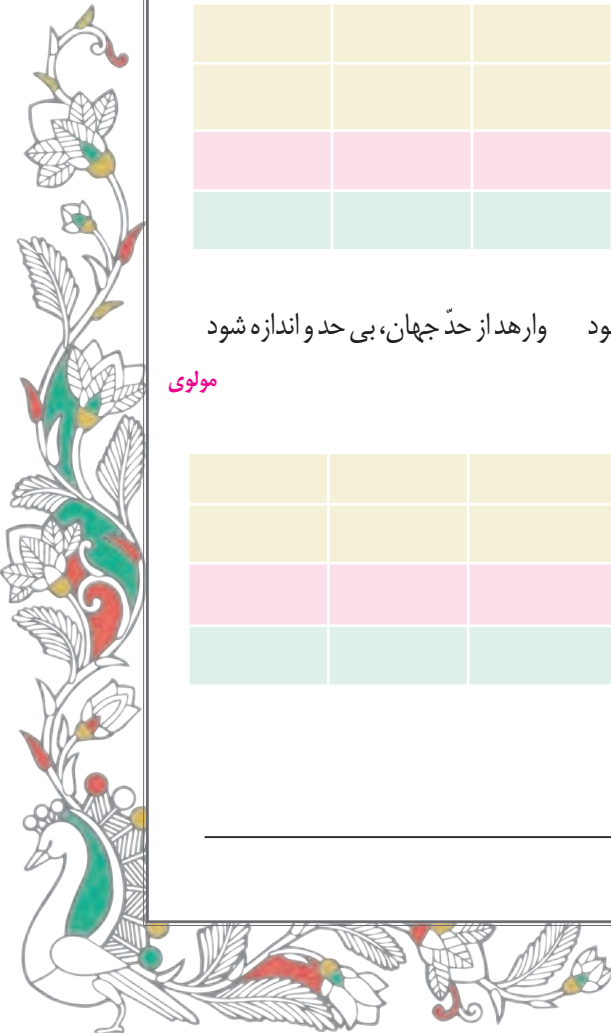 وارهد از حدّ جهان، بی حد و اندازه شود
مولوی